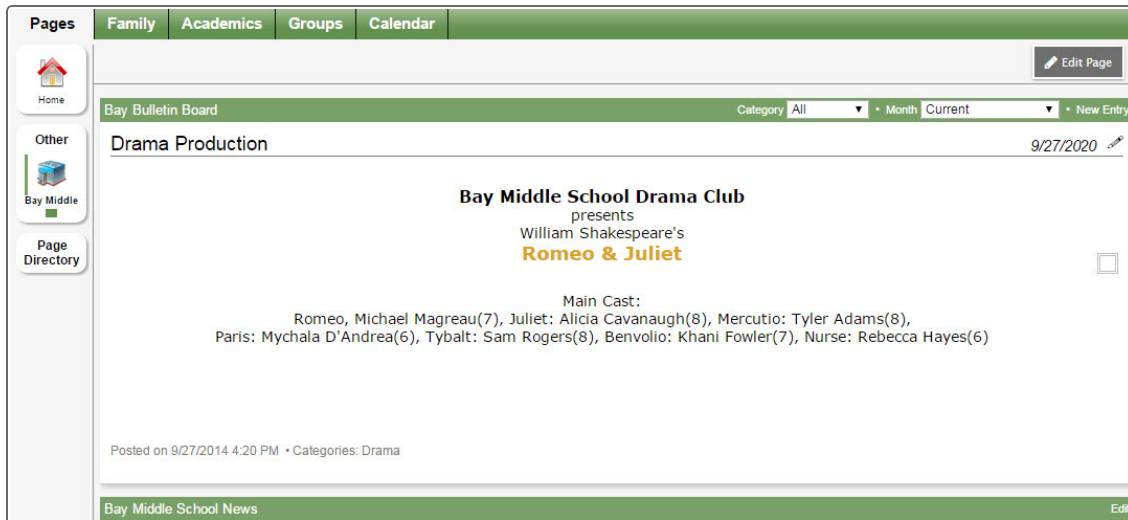 Pages Family Academics Groups Calendar
Edit Page
Home
Bay Bulletin Board Category All • Month Current • New Entry
Other
Drama Production 9/27/2020
Bay Middle
Bay Middle School Drama Club
presents
William Shakespeare's
Romeo & Juliet
Page
Directory
Main Cast:
Romeo, Michael Magreau(7), Juliet: Alicia Cavanaugh(8), Mercutio: Tyler Adams(8),
Paris: Mychala D'Andrea(6), Tybalt: Sam Rogers(8), Benvolio: Khani Fowler(7), Nurse: Rebecca Hayes(6)
Posted on 9/27/2014 4:20 PM • Categories: Drama
Bay Middle School News Edit